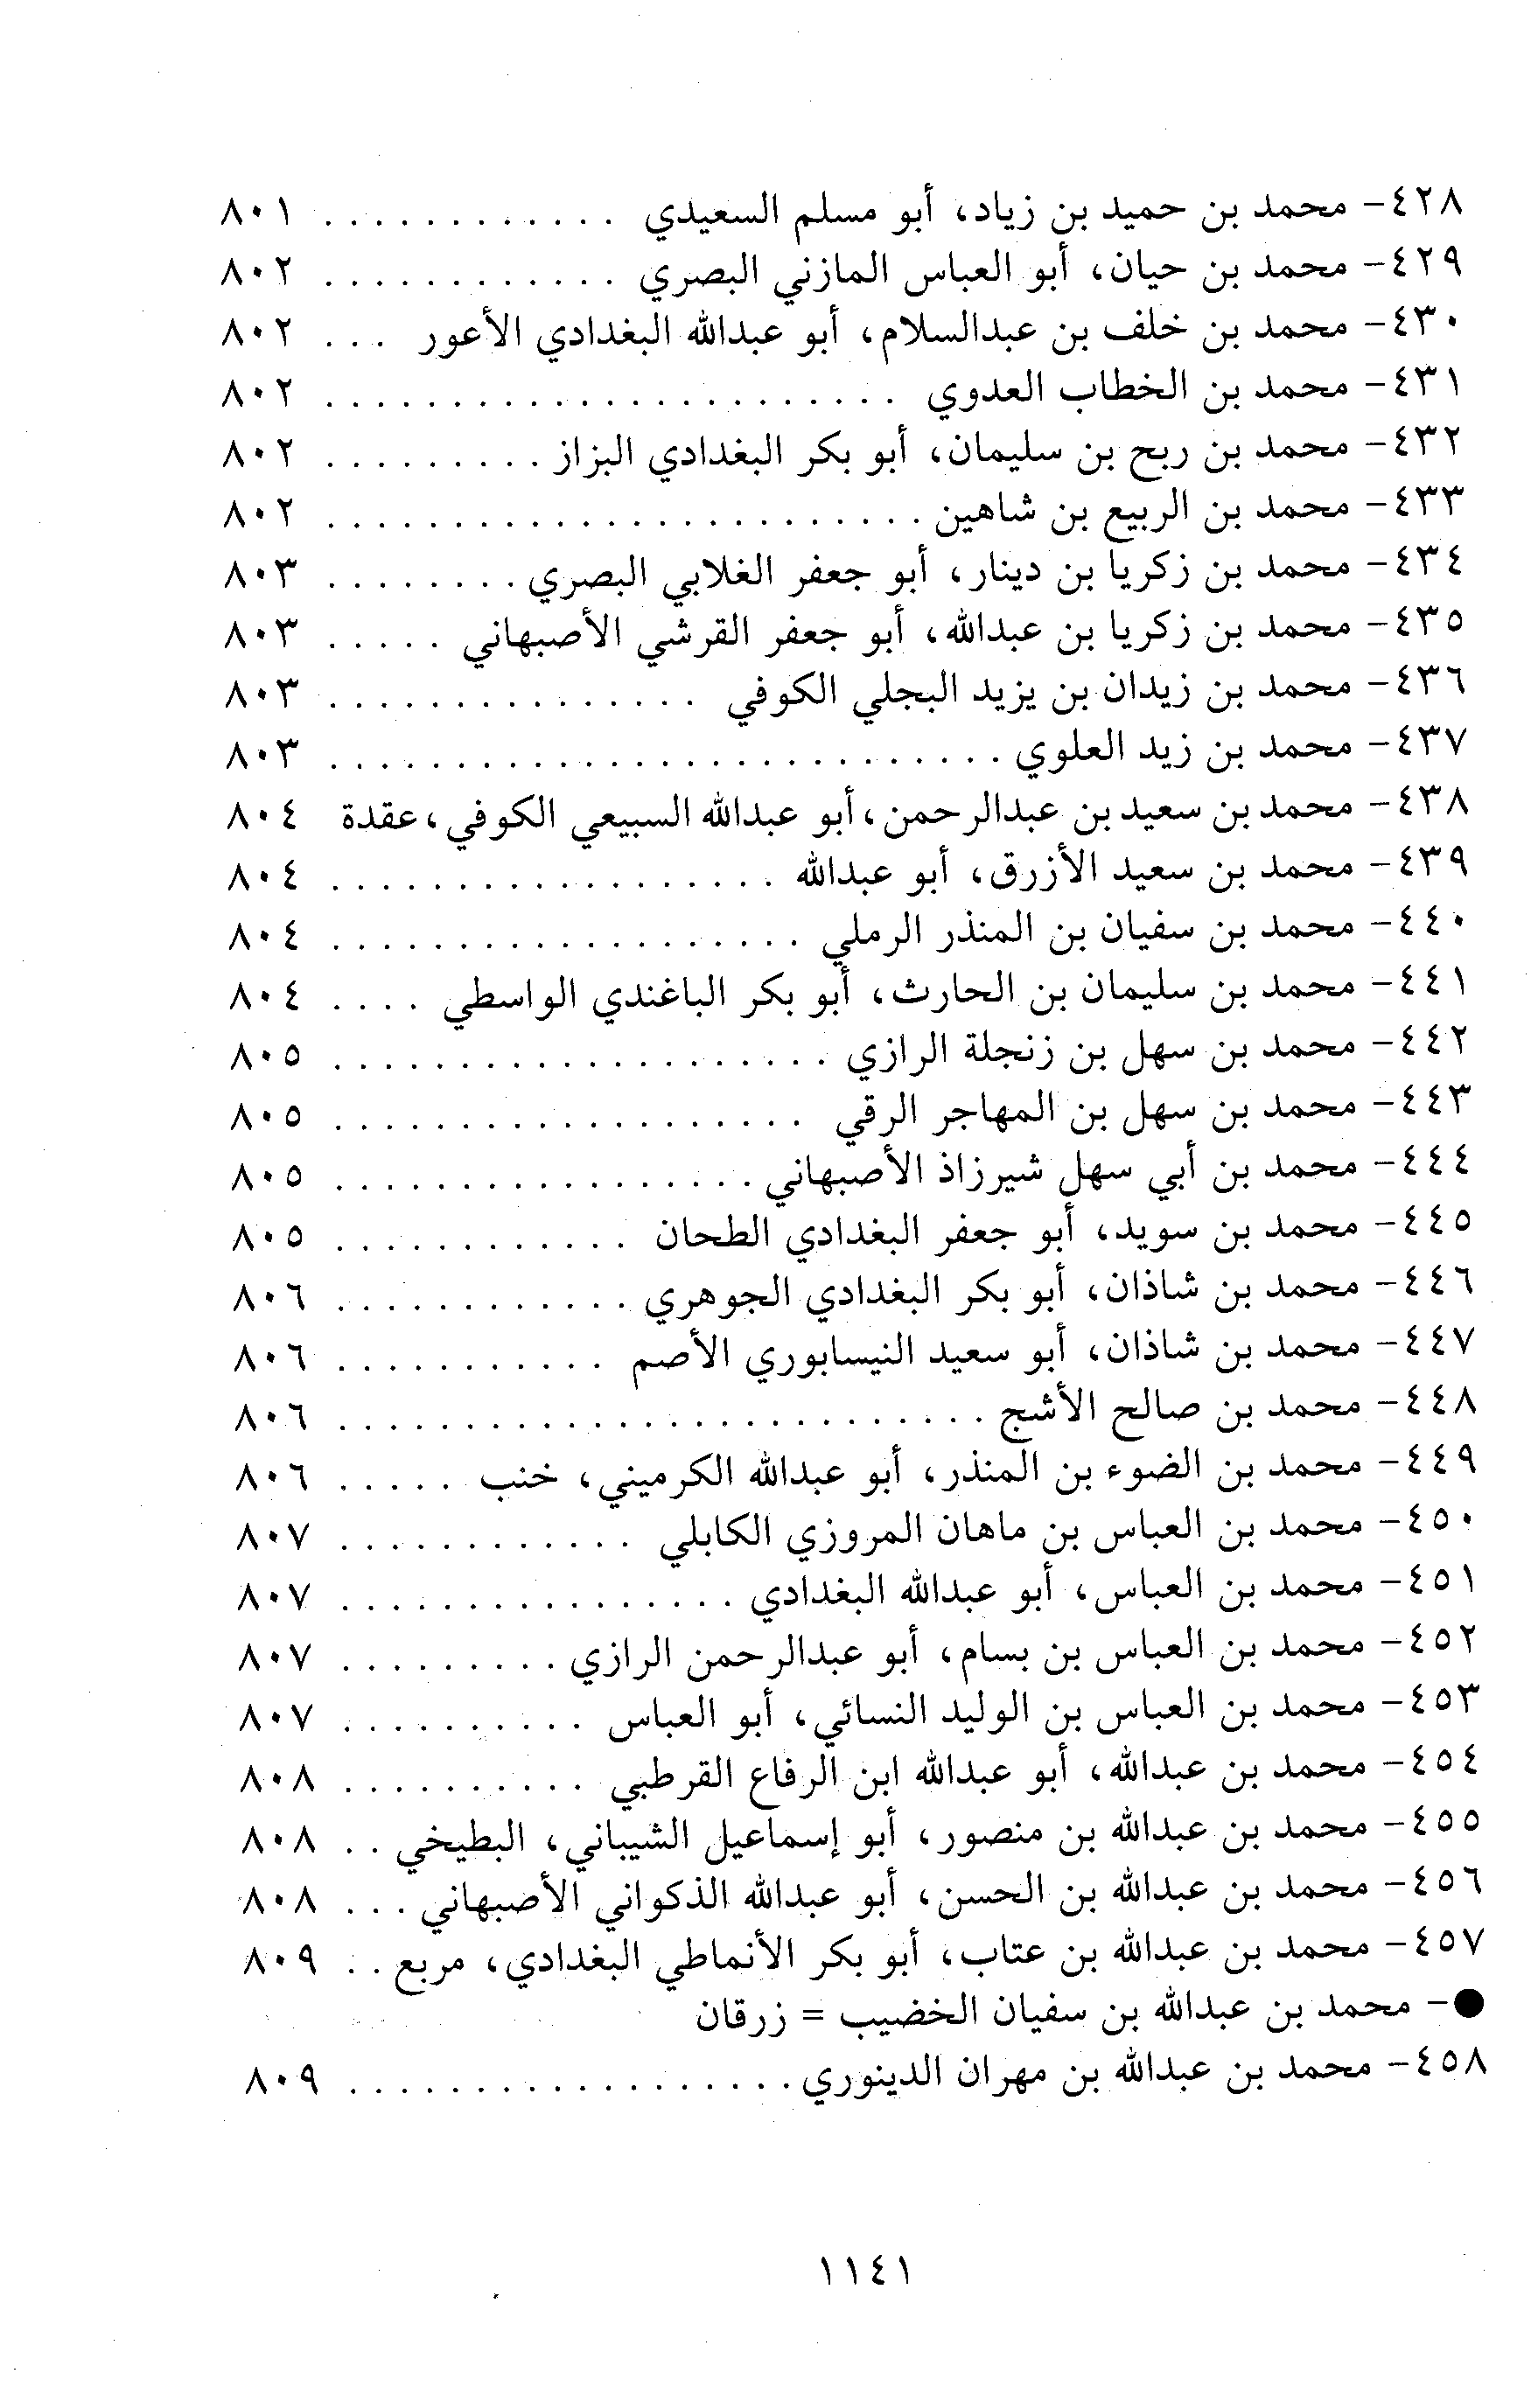 ٤٢٨- محمد بن حميد بن زياد، أبو مسلم السعيدي . . . . . . . . . . . . ٨٠١
٤٢٩- محمد بن حيان، أبو العباس المازني البصري . . . . . . . . . . . . ٨٠٢
٤٣٠- محمد بن خلف بن عبدالسلام، أبو عبدالله البغدادي الأعور . . . ٨٠٢
٤٣١- محمد بن الخطاب العدوي . . . . . . . . . . . . . . . . . . . . . . . ٨٠٢
٤٣٢- محمد بن ربح بن سليمان، أبو بكر البغدادي البزاز . . . . . . . . . ٨٠٢
٤٣٣- محمد بن الربيع بن شاهين . . . . . . . . . . . . . . . . . . . . . . . . ٨٠٢
٤٣٤- محمد بن زكريا بن دينار، أبو جعفر الغلابي البصري . . . . . . . . ٨٠٣
٤٣٥- محمد بن زكريا بن عبدالله، أبو جعفر القرشي الأصبهاني . . . . . ٨٠٣
٤٣٦- محمد بن زيدان بن يزيد البجلي الكوفي . . . . . . . . . . . . . . . ٨٠٣
٤٣٧- محمد بن زيد العلوي . . . . . . . . . . . . . . . . . . . . . . . . . . . ٨٠٣
٤٣٨- محمد بن سعيد بن عبدالرحمن، أبو عبدالله السبيعي الكوفي، عقدة ٨٠٤
٤٣٩- محمد بن سعيد الأزرق، أبو عبدالله . . . . . . . . . . . . . . . . . . ٨٠٤
٤٤٠- محمد بن سفيان بن المنذر الرملي . . . . . . . . . . . . . . . . . . . ٨٠٤
٤٤١- محمد بن سليمان بن الحارث، أبو بكر الباغندي الواسطي . . . . ٨٠٤
٤٤٢- محمد بن سهل بن زنجلة الرازي . . . . . . . . . . . . . . . . . . . . ٨٠٥
٤٤٣- محمد بن سهل بن المهاجر الرقي . . . . . . . . . . . . . . . . . . . ٨٠٥
٤٤٤- محمد بن أبي سهل شيرزاذ الأصبهاني . . . . . . . . . . . . . . . . . ٨٠٥
٤٤٥- محمد بن سويد، أبو جعفر البغدادي الطحان . . . . . . . . . . . . ٨٠٥
٤٤٦- محمد بن شاذان، أبو بكر البغدادي الجوهري . . . . . . . . . . . . ٨٠٦
٤٤٧- محمد بن شاذان، أبو سعيد النيسابوري الأصم . . . . . . . . . . . ٨٠٦
٤٤٨- محمد بن صالح الأشج . . . . . . . . . . . . . . . . . . . . . . . . . . ٨٠٦
٤٤٩- محمد بن الضوء بن المنذر، أبو عبدالله الكرميني، خنب . . . . . ٨٠٦
٤٥٠- محمد بن العباس بن ماهان المروزي الكابلي . . . . . . . . . . . . ٨٠٧
٤٥١- محمد بن العباس، أبو عبدالله البغدادي . . . . . . . . . . . . . . . . ٨٠٧
٤٥٢- محمد بن العباس بن بسام، أبو عبدالرحمن الرازي . . . . . . . . . ٨٠٧
٤٥٣- محمد بن العباس بن الوليد النسائي، أبو العباس . . . . . . . . . . ٨٠٧
٤٥٤- محمد بن عبدالله، أبو عبدالله ابن الرفاع القرطبي . . . . . . . . . . ٨٠٨
٤٥٥- محمد بن عبدالله بن منصور، أبو إسماعيل الشيباني، البطيخي . . ٨٠٨
٤٥٦- محمد بن عبدالله بن الحسن، أبو عبدالله الذكواني الأصبهاني . . . ٨٠٨
٤٥٧- محمد بن عبدالله بن عتاب، أبو بكر الأنماطي البغدادي، مربع . . ٨٠٩
●- محمد بن عبدالله بن سفيان الخضيب = زرقان
٤٥٨- محمد بن عبدالله بن مهران الدينوري . . . . . . . . . . . . . . . . . . ٨٠٩
١١٤١